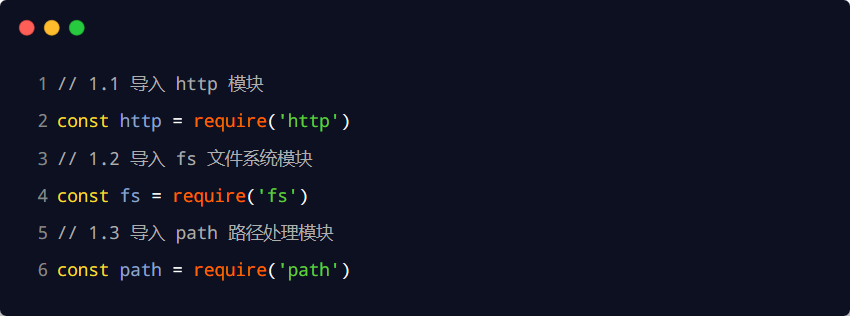 1 // 1.1 导入 http 模块
2 const http = require('http')
3 // 1.2 导入 fs 文件系统模块
4 const fs = require('fs')
5 // 1.3 导入 path 路径处理模块
6 const path = require('path')